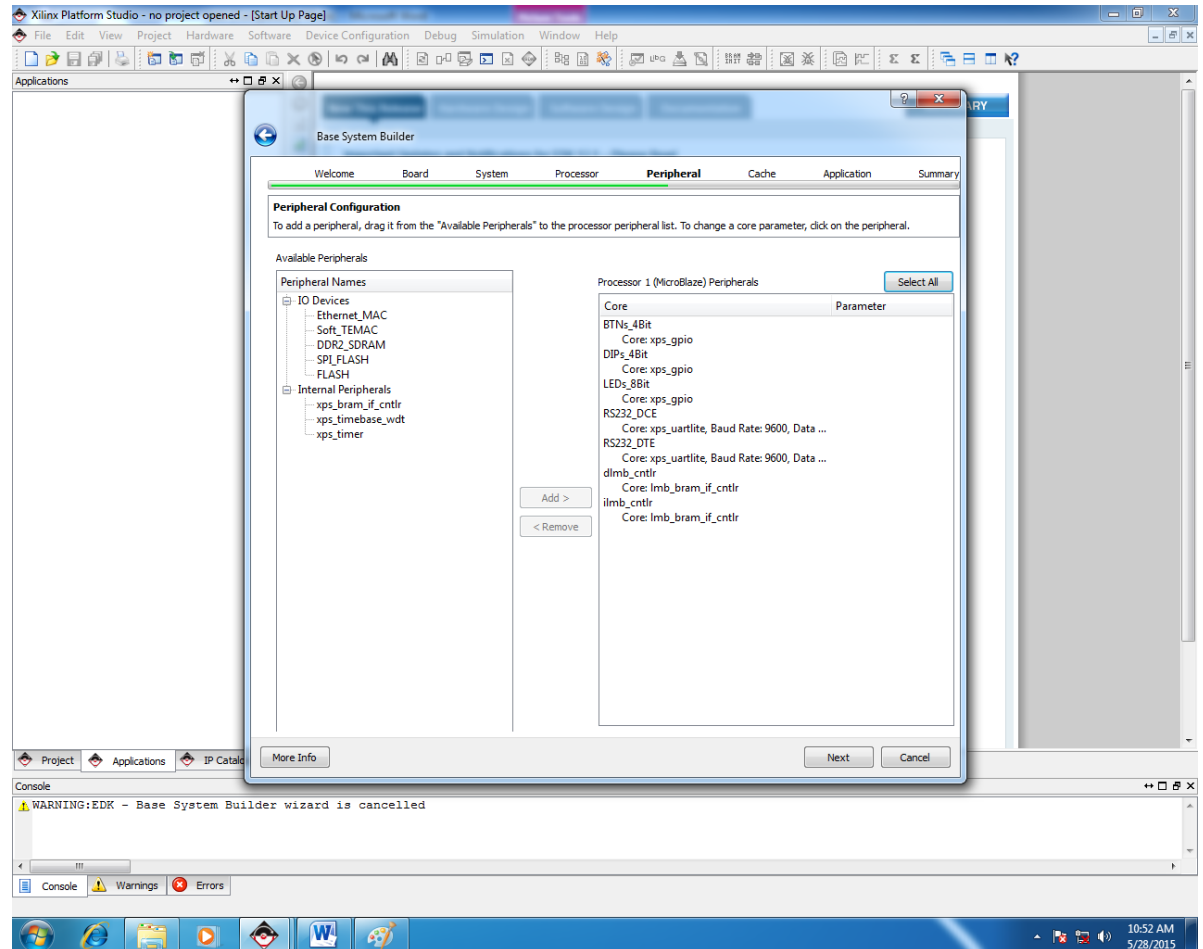 Xilinx Platform Studio - no project opened - [Start Up Page]
File Edit View Project Hardware Software Device Configuration Debug Simulation Window Help
Applications
ARY
Base System Builder
Welcome Board System Processor Peripheral Cache Application Summary
Peripheral Configuration
To add a peripheral, drag it from the "Available Peripherals" to the processor peripheral list. To change a core parameter, click on the peripheral.
Available Peripherals
Processor 1 (MicroBlaze) Peripherals
Select All
Peripheral Names
IO Devices
Ethernet_MAC
Soft_TEMAC
DDR2_SDRAM
SPI_FLASH
FLASH
Internal Peripherals
xps_bram_if_cntlr
xps_timebase_wdt
xps_timer
Add >
< Remove
Core Parameter
BTNs_4Bit
Core: xps_gpio
DIPs_4Bit
Core: xps_gpio
LEDs_8Bit
Core: xps_gpio
RS232_DCE
Core: xps_uartlite, Baud Rate: 9600, Data ...
RS232_DTE
Core: xps_uartlite, Baud Rate: 9600, Data ...
dlmb_cntlr
Core: lmb_bram_if_cntlr
ilmb_cntlr
Core: lmb_bram_if_cntlr
More Info
Next
Cancel
Project Applications IP Catalo
Console
WARNING:EDK - Base System Builder wizard is cancelled
Console Warnings Errors
10:52 AM
5/28/2015